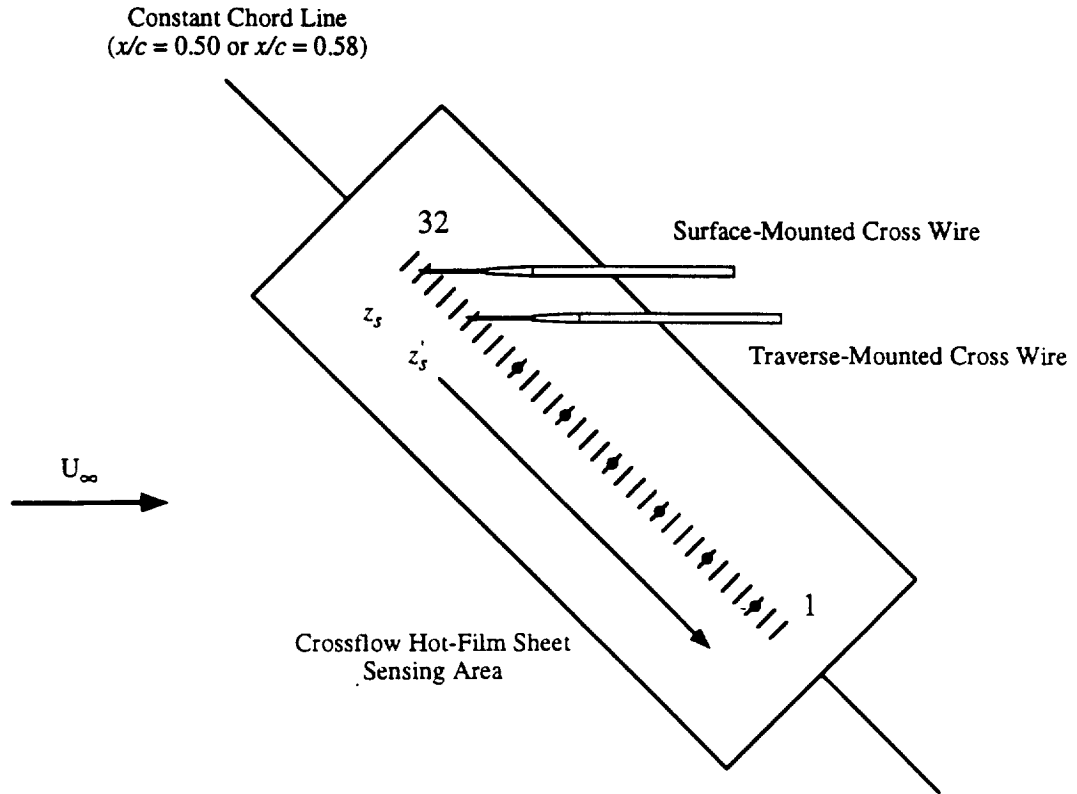 Constant Chord Line
(x/c = 0.50 or x/c = 0.58)
32
Surface-Mounted Cross Wire
z_s
Traverse-Mounted Cross Wire
z'_s
U_∞
1
Crossflow Hot-Film Sheet
Sensing Area